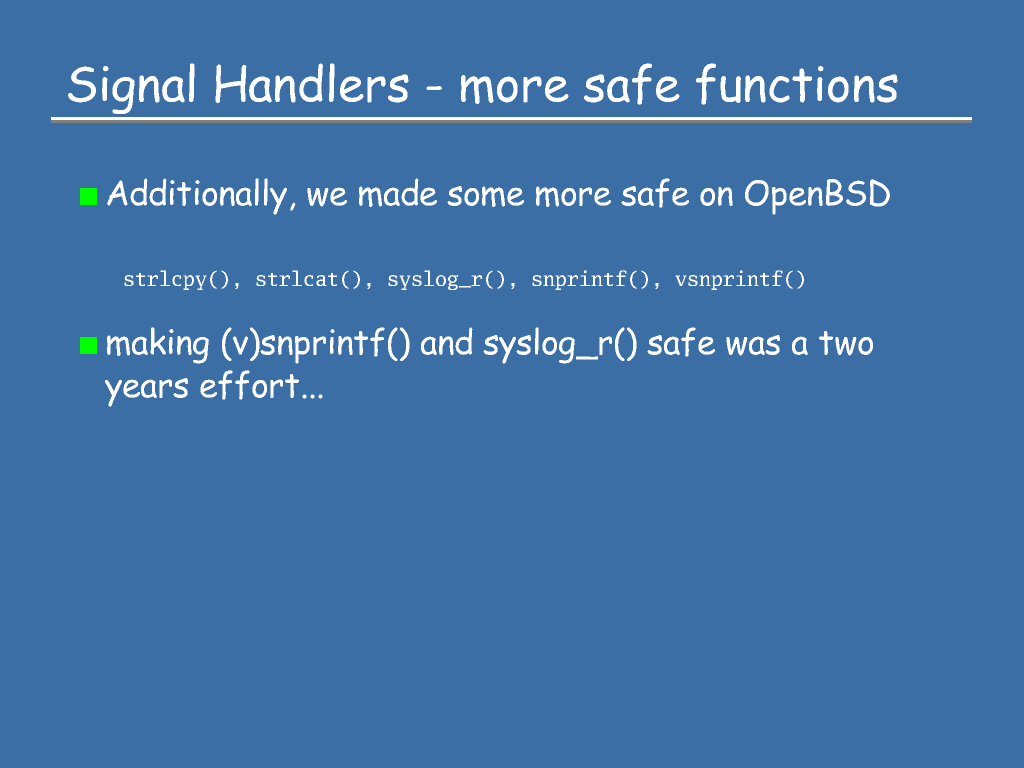 Signal Handlers - more safe functions
Additionally, we made some more safe on OpenBSD
strlcpy(), strlcat(), syslog_r(), snprintf(), vsnprintf()
making (v)snprintf() and syslog_r() safe was a two
years effort...